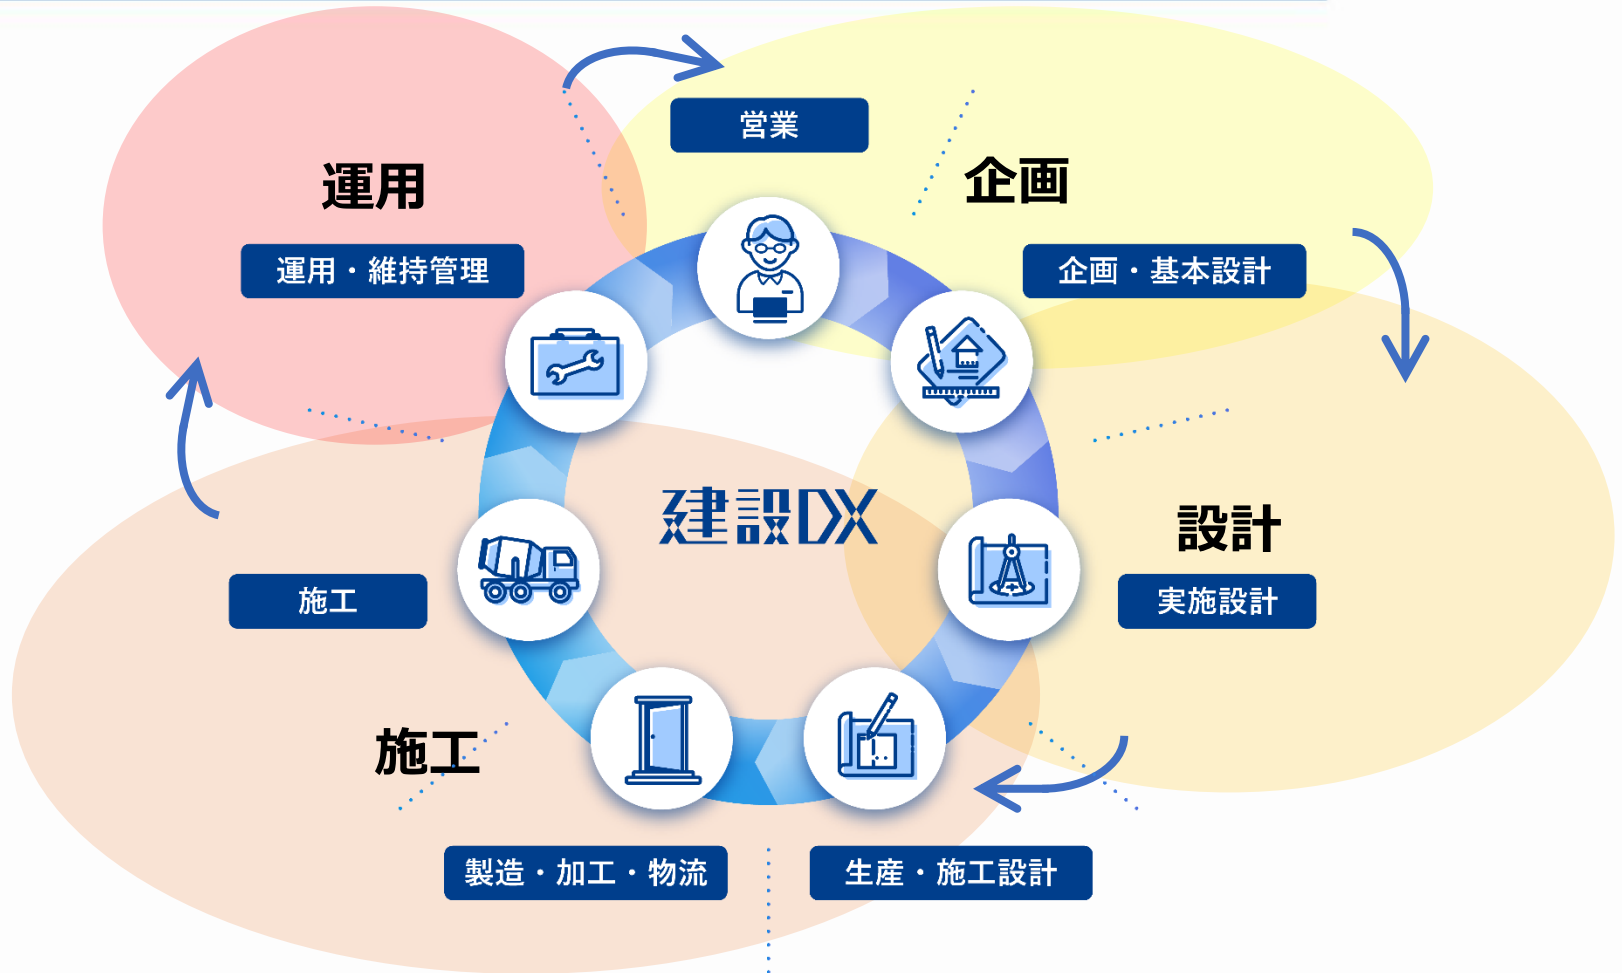 営業
企画
運用
運用・維持管理
企画・基本設計
建設DX
設計
施工
実施設計
施工
製造・加工・物流
生産・施工設計